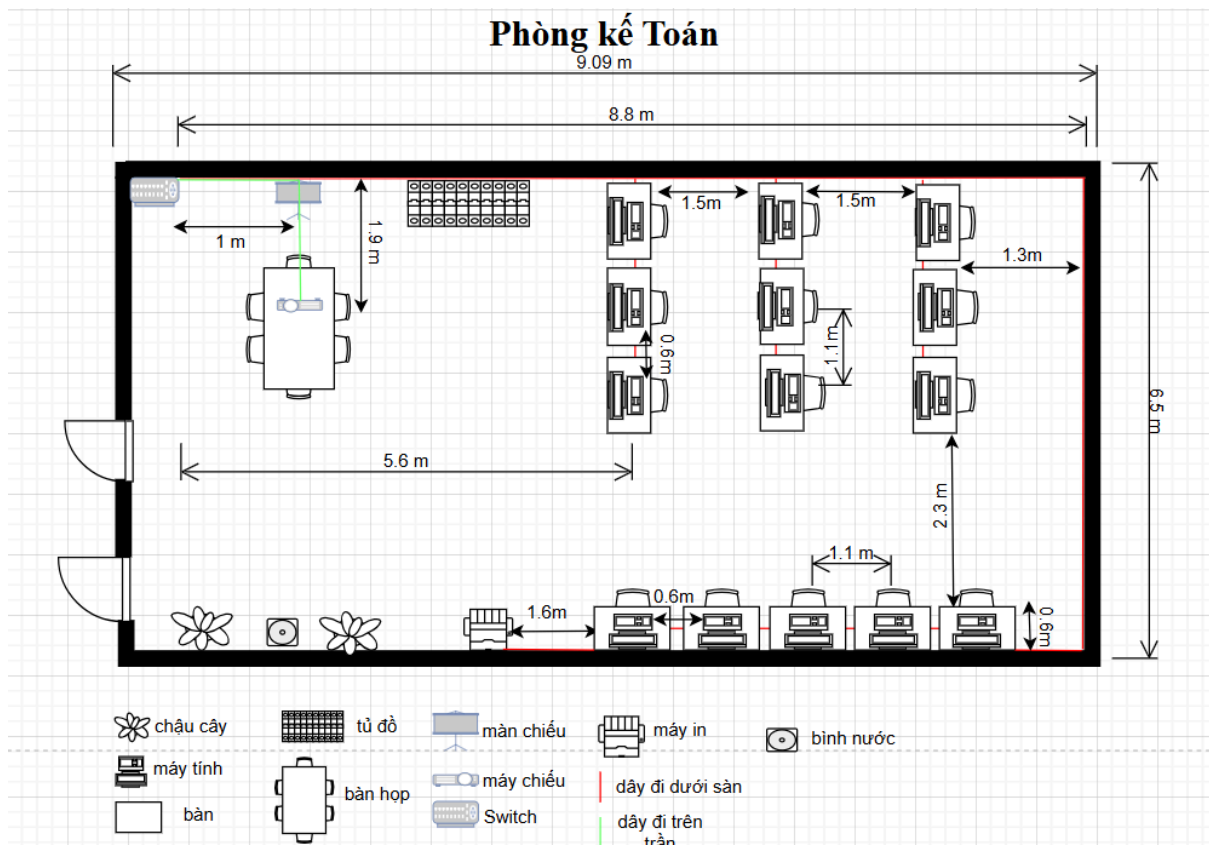 Phòng kế Toán
9.09 m
8.8 m
1.5m
1.5m
1 m
1.9 m
1.3m
0.6m
1.1m
6.5 m
5.6 m
2.3 m
1.1 m
1.6m
0.6m
0.6m
chậu cây
tủ đồ
màn chiếu
máy in
bình nước
máy tính
bàn họp
máy chiếu
dây đi dưới sàn
bàn
Switch
dây đi trên
trần